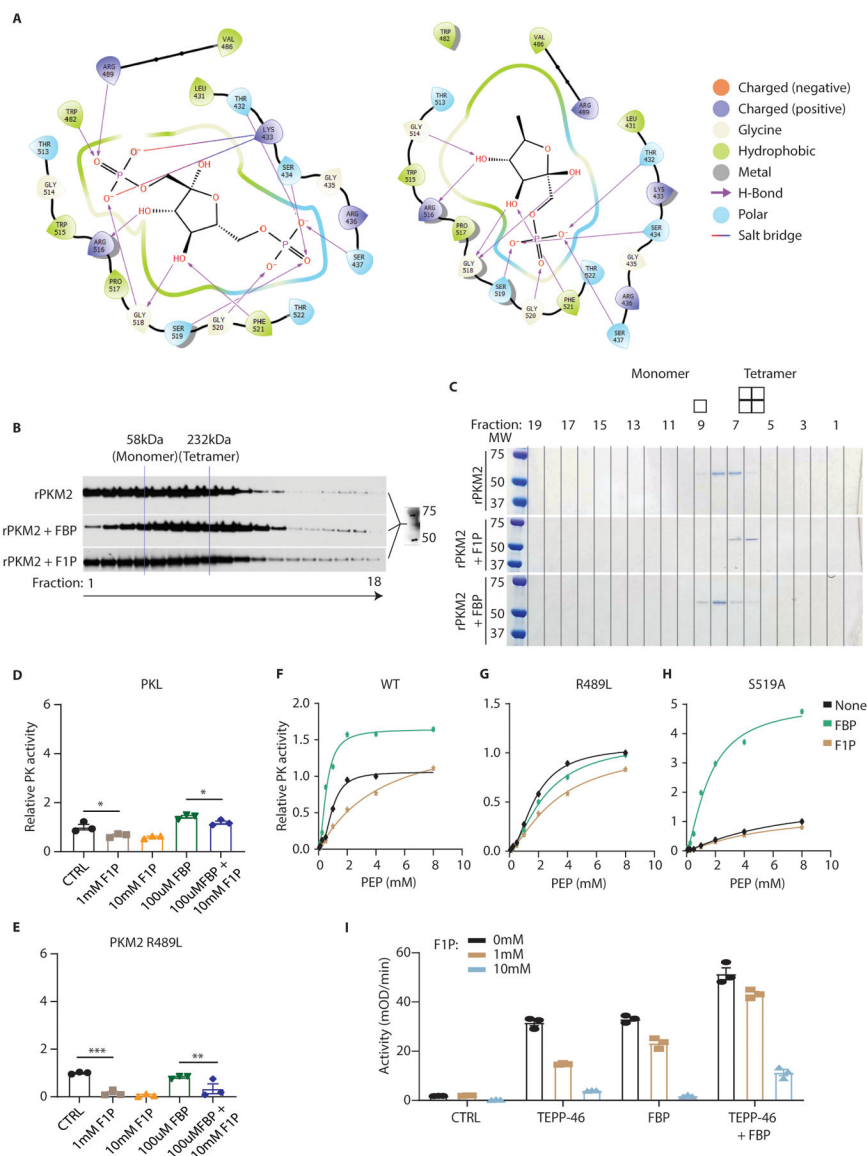 A
VAL
486
ARG
489
TRP
482
LEU
431
THR
432
LYS
433
THR
513
SER
434
GLY
514
GLY
435
TRP
515
ARG
436
ARG
516
SER
437
PRO
517
GLY
518
SER
519
GLY
520
PHE
521
THR
522
O⁻
O
P
O⁻
O
OH
O
HO
HO
O
P
O⁻
O⁻
O
TRP
482
VAL
486
ARG
489
THR
513
LEU
431
GLY
514
THR
432
TRP
515
LYS
433
ARG
516
SER
434
PRO
517
GLY
435
GLY
518
THR
522
SER
519
PHE
521
ARG
436
GLY
520
SER
437
HO
O
OH
HO
OH
O
O⁻
P
O⁻
O
Charged (negative)
Charged (positive)
Glycine
Hydrophobic
Metal
H-Bond
Polar
Salt bridge
B
58kDa
(Monomer)
232kDa
(Tetramer)
rPKM2
rPKM2 + FBP
rPKM2 + F1P
75
50
Fraction:
1
18
C
Monomer
Tetramer
Fraction: 19 17 15 13 11 9 7 5 3 1
MW
75
50
37
rPKM2
75
50
37
rPKM2
+ F1P
75
50
37
rPKM2
+ FBP
D
PKL
Relative PK activity
6
4
2
0
*
*
CTRL
1mM F1P
10mM F1P
100uM FBP
100uMFBP +
10mM F1P
E
PKM2 R489L
6
4
2
0
***
**
CTRL
1mM F1P
10mM F1P
100uM FBP
100uMFBP +
10mM F1P
F
WT
Relative PK activity
2.0
1.5
1.0
0.5
0.0
0 2 4 6 8 10
PEP (mM)
G
R489L
1.5
1.0
0.5
0.0
0 2 4 6 8 10
PEP (mM)
H
S519A
5
4
3
2
1
0
0 2 4 6 8 10
PEP (mM)
None
FBP
F1P
I
F1P:
0mM
1mM
10mM
Activity (mOD/min)
60
40
20
0
CTRL
TEPP-46
FBP
TEPP-46
+ FBP